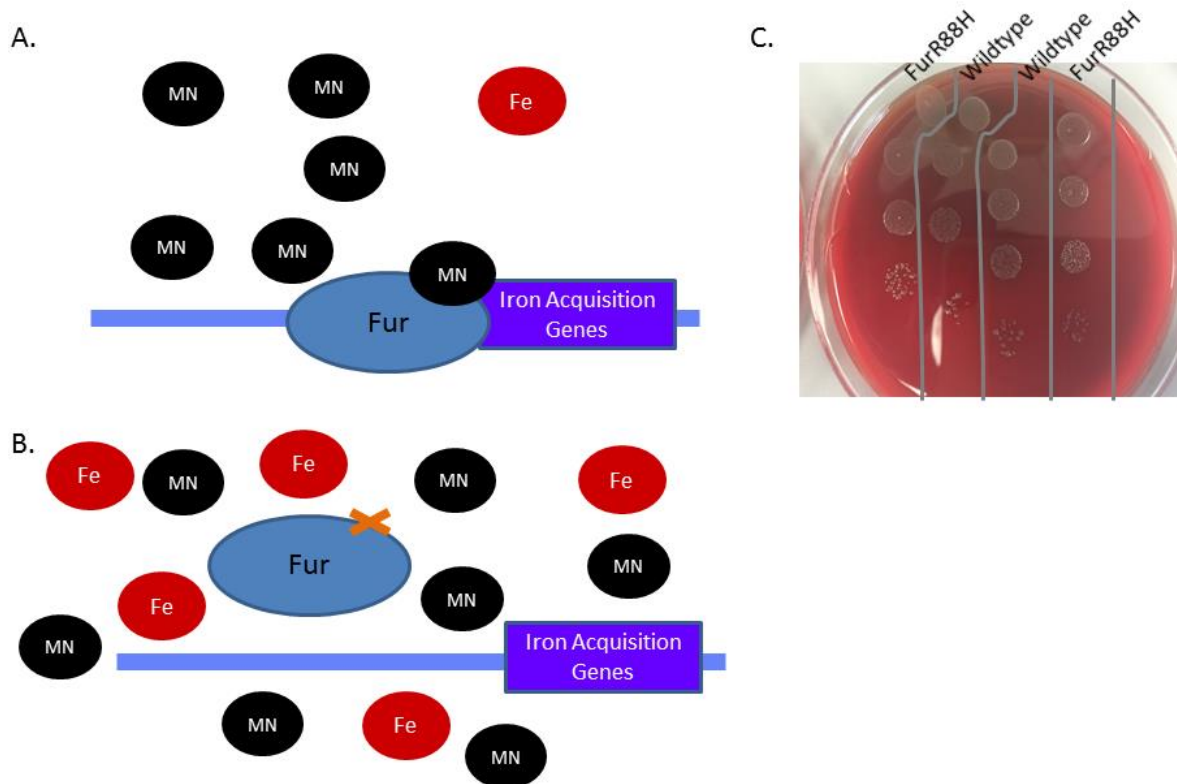 A.
MN
MN
Fe
MN
MN
MN
MN
Fur
Iron Acquisition
Genes
B.
Fe
MN
Fe
MN
Fe
Fur
MN
Fe
MN
MN
Iron Acquisition
Genes
MN
Fe
MN
C.
FurR88H
Wildtype
Wildtype
FurR88H